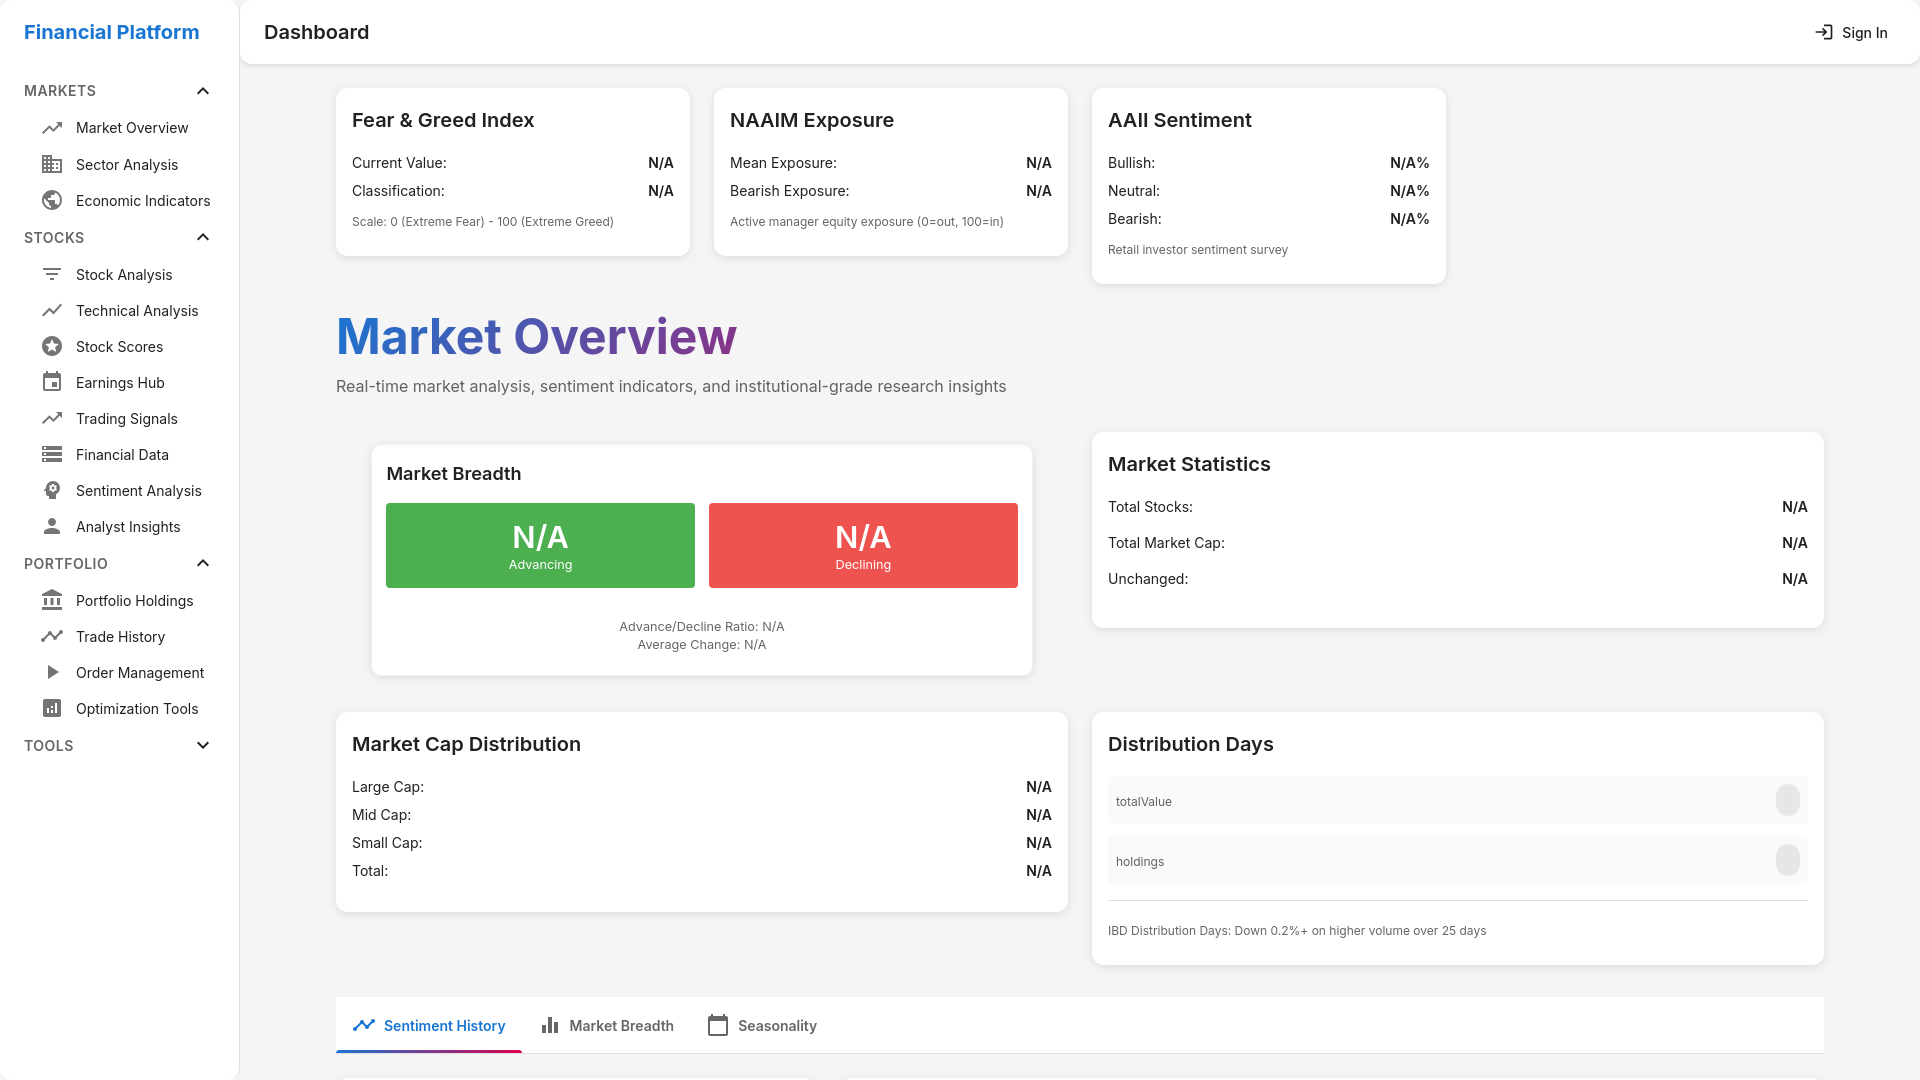 Financial Platform
Dashboard
Sign In
MARKETS
Market Overview
Sector Analysis
Economic Indicators
STOCKS
Stock Analysis
Technical Analysis
Stock Scores
Earnings Hub
Trading Signals
Financial Data
Sentiment Analysis
Analyst Insights
PORTFOLIO
Portfolio Holdings
Trade History
Order Management
Optimization Tools
TOOLS
Fear & Greed Index
Current Value: N/A
Classification: N/A
Scale: 0 (Extreme Fear) - 100 (Extreme Greed)
NAAIM Exposure
Mean Exposure: N/A
Bearish Exposure: N/A
Active manager equity exposure (0=out, 100=in)
AAII Sentiment
Bullish: N/A%
Neutral: N/A%
Bearish: N/A%
Retail investor sentiment survey
Market Overview
Real-time market analysis, sentiment indicators, and institutional-grade research insights
Market Breadth
N/A
Advancing
N/A
Declining
Advance/Decline Ratio: N/A
Average Change: N/A
Market Statistics
Total Stocks: N/A
Total Market Cap: N/A
Unchanged: N/A
Market Cap Distribution
Large Cap: N/A
Mid Cap: N/A
Small Cap: N/A
Total: N/A
Distribution Days
totalValue
holdings
IBD Distribution Days: Down 0.2%+ on higher volume over 25 days
Sentiment History
Market Breadth
Seasonality